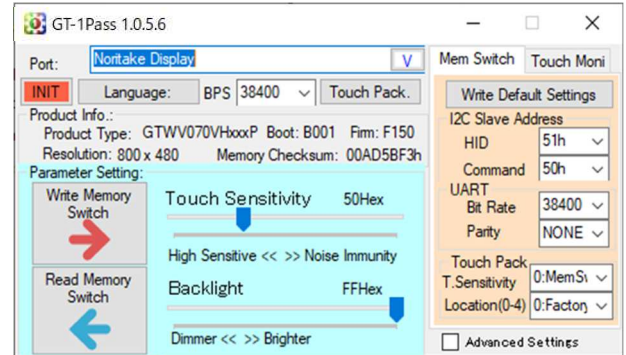 GT-1Pass 1.0.5.6
Port: Noritake Display V
INIT Language: BPS 38400 Touch Pack.
Product Info.:
Product Type: GTWV070VHxxxP Boot: B001 Firm: F150
Resolution: 800 x 480 Memory Checksum: 00AD5BF3h
Parameter Setting:
Write Memory Switch
Touch Sensitivity 50Hex
High Sensitive << >> Noise Immunity
Read Memory Switch
Backlight FFHex
Dimmer << >> Brighter
Mem Switch Touch Moni
Write Default Settings
I2C Slave Address
HID 51h
Command 50h
UART
Bit Rate 38400
Parity NONE
Touch Pack
T.Sensitivity 0:MemSw
Location(0-4) 0:Factory
Advanced Settings